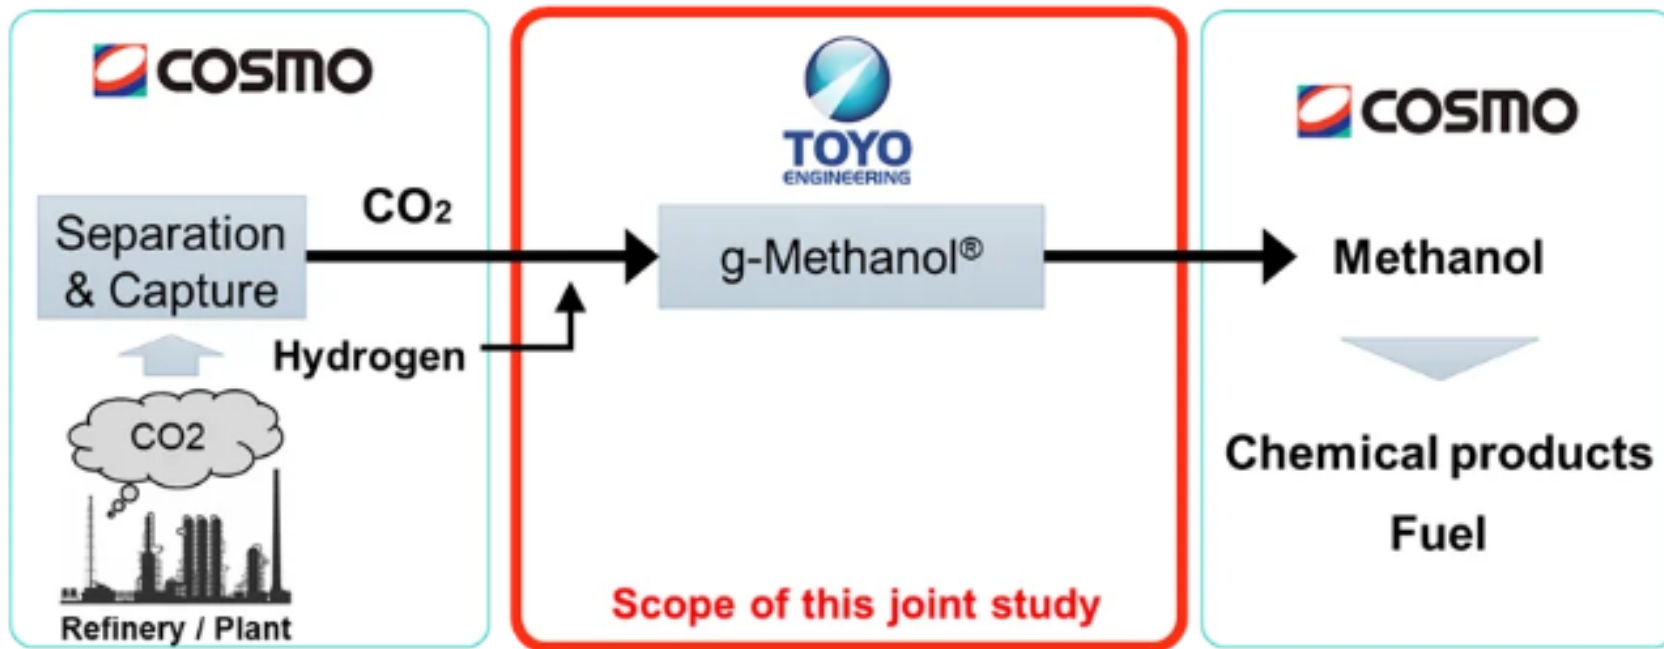 COSMO
Separation
& Capture
CO₂
Hydrogen
CO2
Refinery / Plant
TOYO
ENGINEERING
g-Methanol®
Scope of this joint study
COSMO
Methanol
Chemical products
Fuel